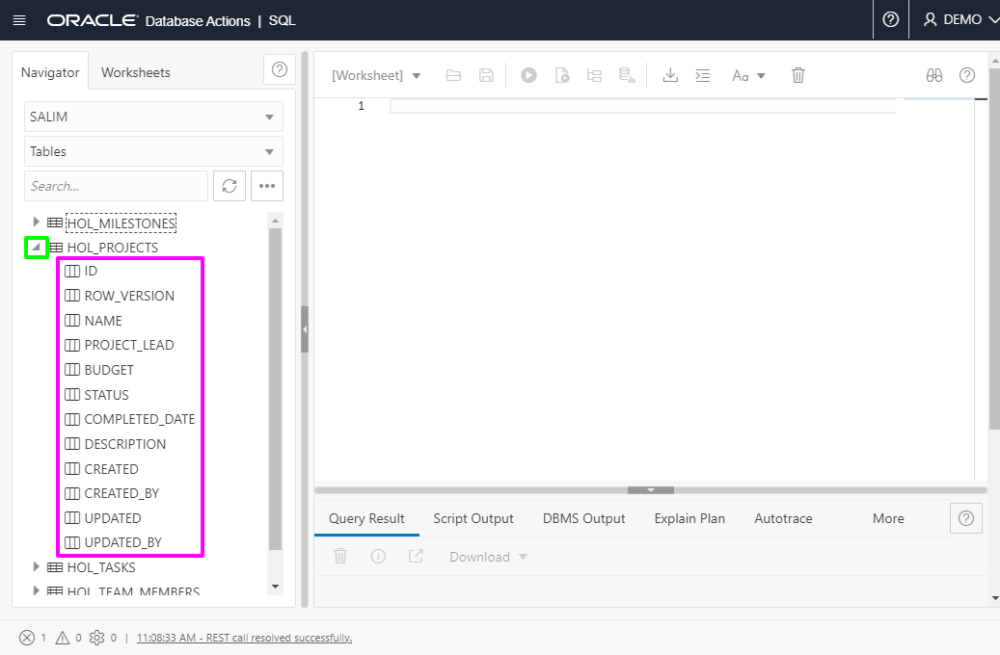 ORACLE Database Actions | SQL
DEMO
Navigator
Worksheets
SALIM
Tables
Search...
HOL_MILESTONES
HOL_PROJECTS
ID
ROW_VERSION
NAME
PROJECT_LEAD
BUDGET
STATUS
COMPLETED_DATE
DESCRIPTION
CREATED
CREATED_BY
UPDATED
UPDATED_BY
HOL_TASKS
HOL_TEAM_MEMBERS
[Worksheet]
Aa
1
Query Result Script Output DBMS Output Explain Plan Autotrace More
Download
1 0 0 | 11:08:33 AM - REST call resolved successfully.